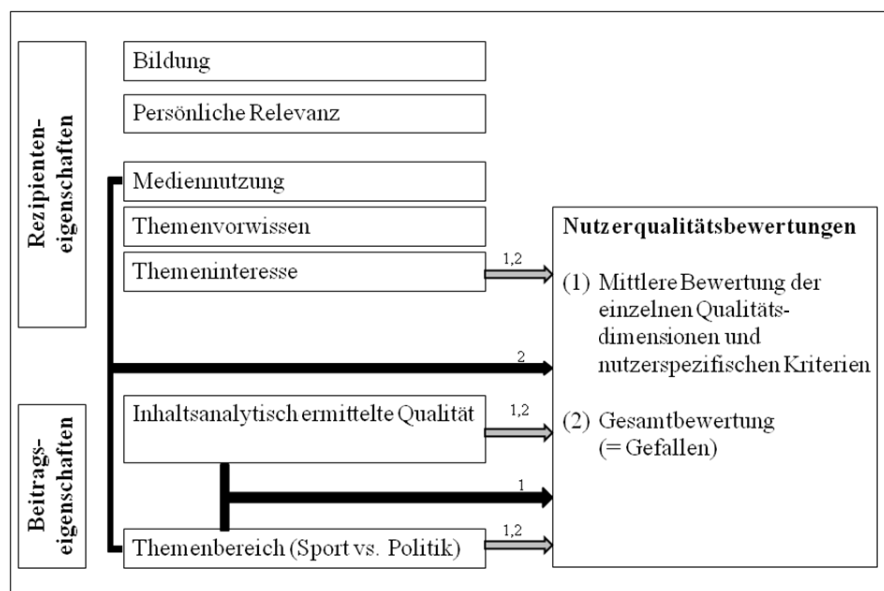 Rezipienten-
eigenschaften
Bildung
Persönliche Relevanz
Mediennutzung
Themenvorwissen
Themeninteresse
1,2
2
Beitrags-
eigenschaften
Inhaltsanalytisch ermittelte Qualität
1,2
1
Themenbereich (Sport vs. Politik)
1,2
Nutzerqualitätsbewertungen
(1) Mittlere Bewertung der
einzelnen Qualitäts-
dimensionen und
nutzerspezifischen Kriterien
(2) Gesamtbewertung
(= Gefallen)